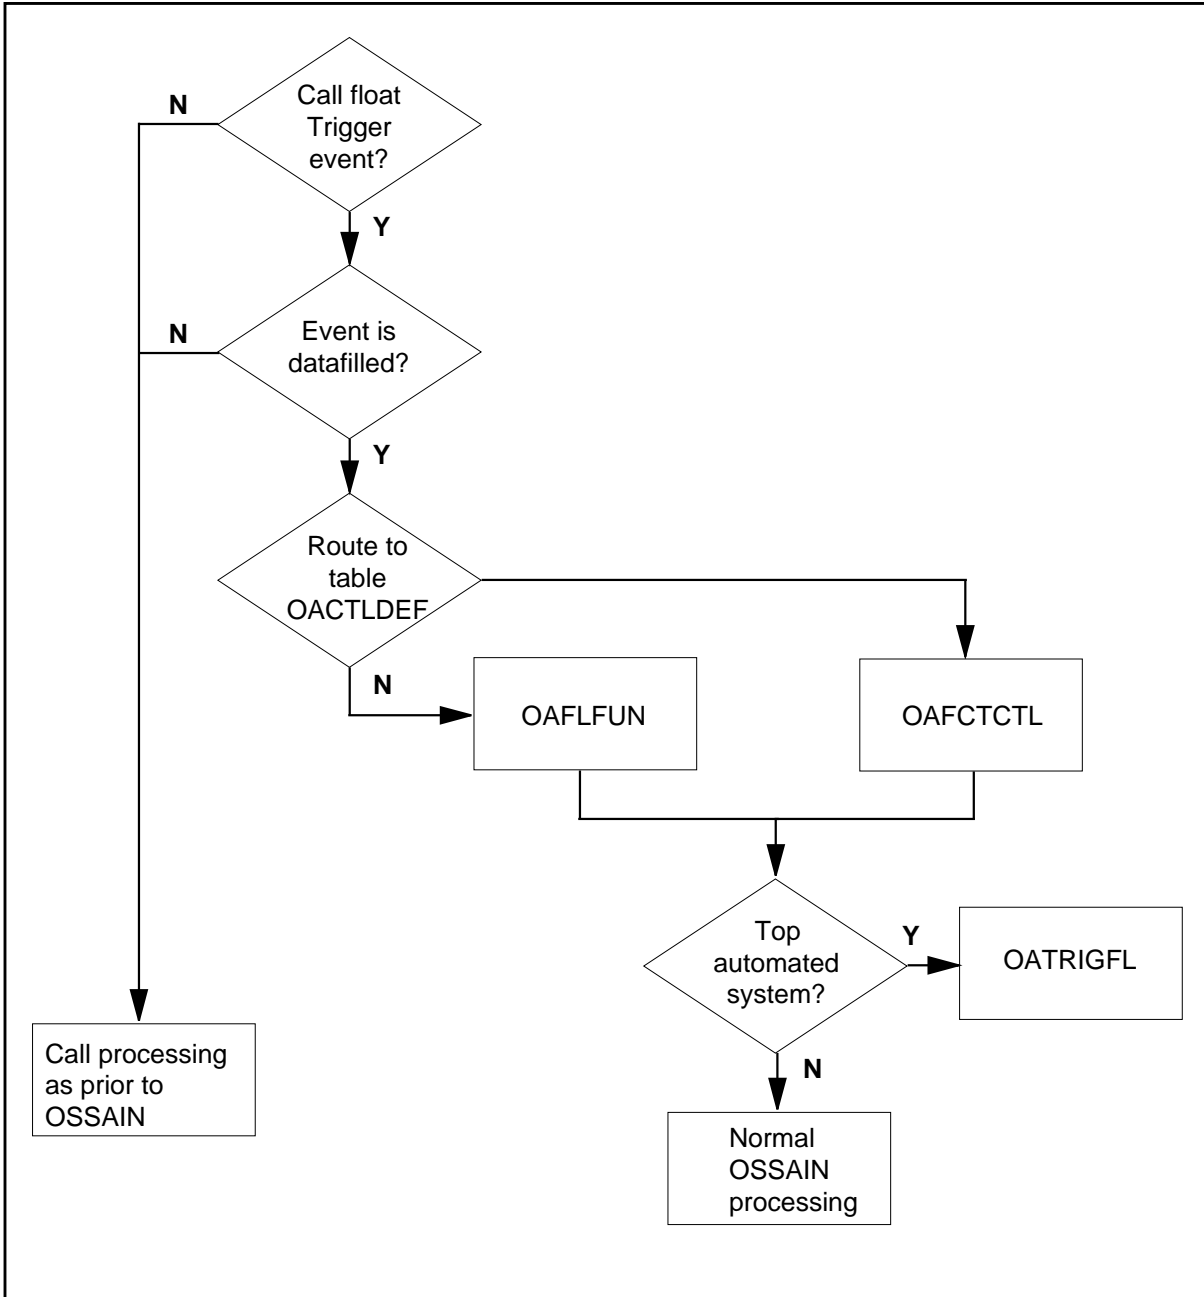 Call float
Trigger
event?
N
Y
Event is
datafilled?
N
Y
Route to
table
OACTLDEF
N
OAFLFUN
OAFCTCTL
Top
automated
system?
Y
OATRIGFL
N
Call processing
as prior to
OSSAIN
Normal
OSSAIN
processing